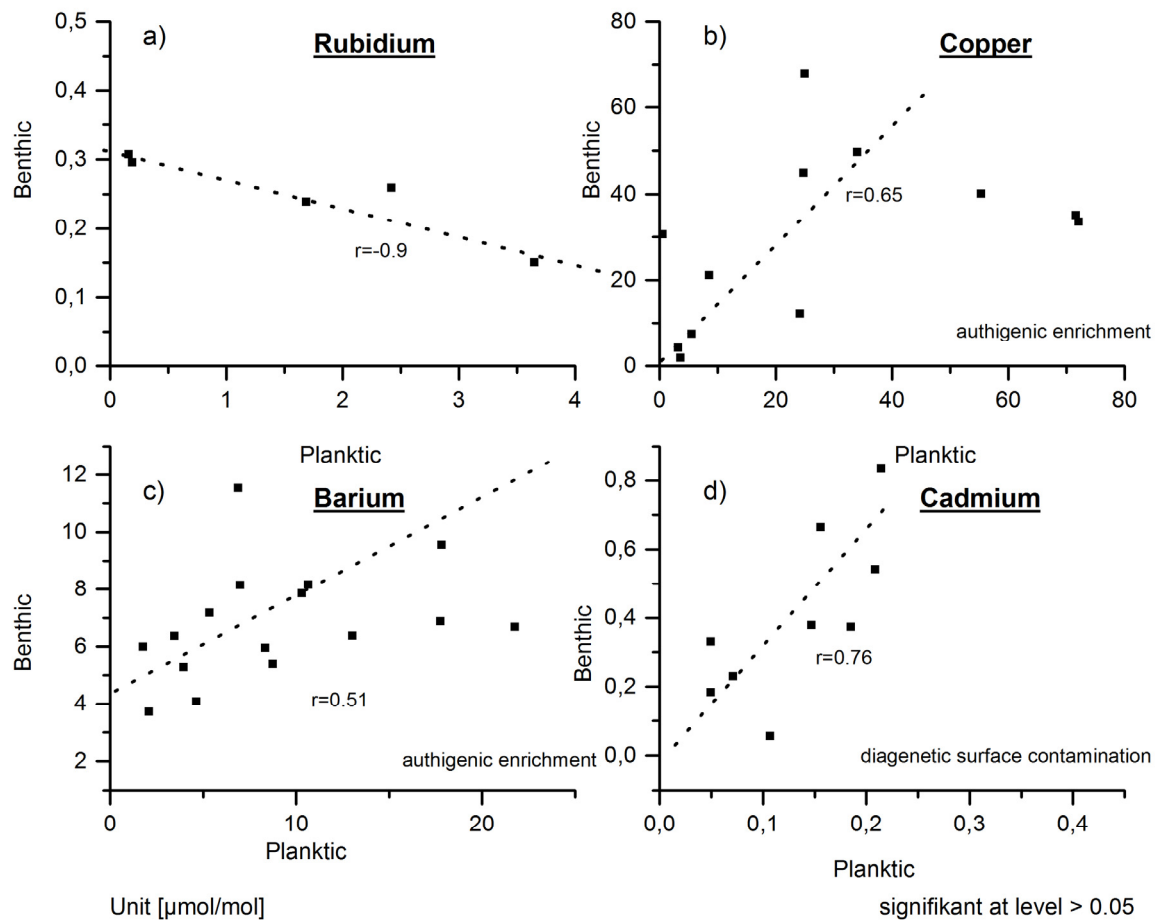 a)
Rubidium
0,5
0,4
0,3
0,2
0,1
0,0
Benthic
r=-0.9
0
1
2
3
4
Planktic
b)
Copper
80
60
40
20
0
Benthic
r=0.65
authigenic enrichment
0
20
40
60
80
Planktic
c)
Barium
12
10
8
6
4
2
Benthic
r=0.51
authigenic enrichment
0
10
20
Planktic
d)
Cadmium
0,8
0,6
0,4
0,2
0,0
Benthic
r=0.76
diagenetic surface contamination
0,0
0,1
0,2
0,3
0,4
Planktic
Unit [µmol/mol]
signifikant at level > 0.05